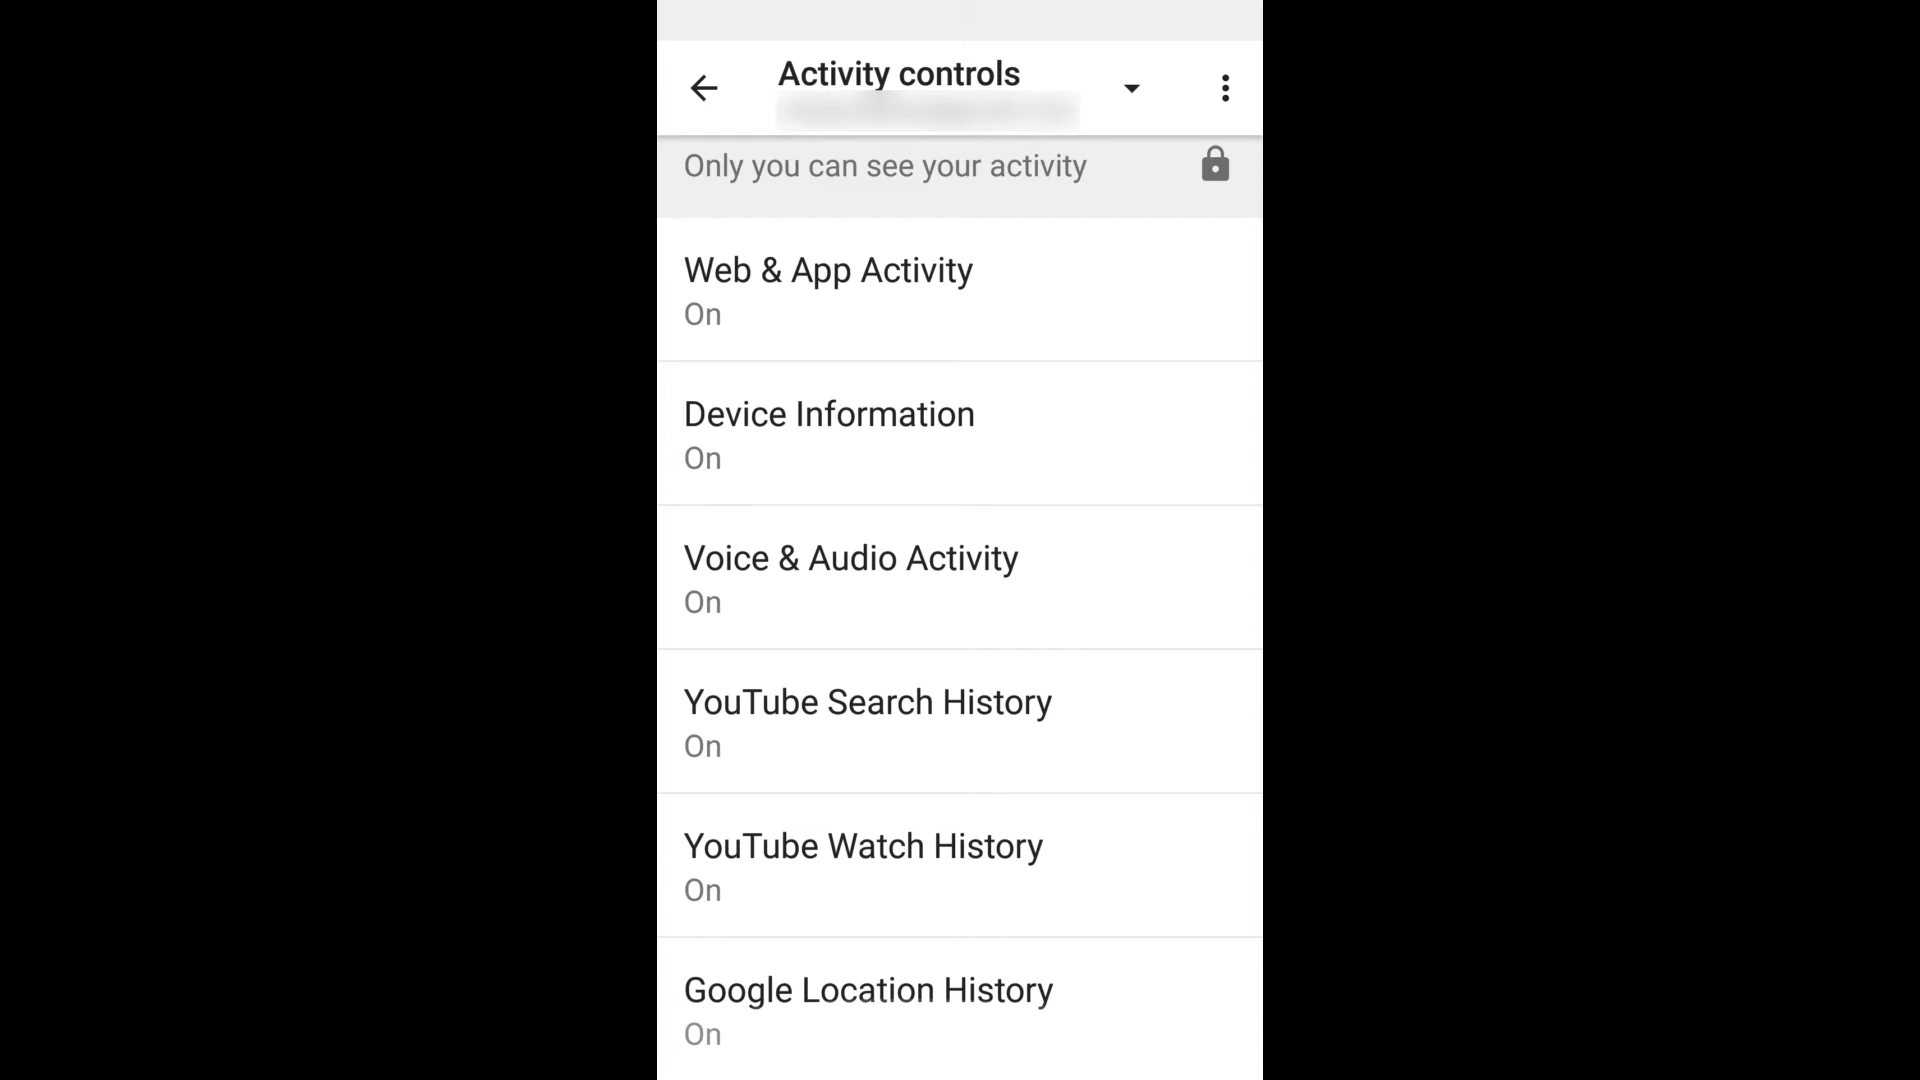 Activity controls
Only you can see your activity
Web & App Activity
On
Device Information
On
Voice & Audio Activity
On
YouTube Search History
On
YouTube Watch History
On
Google Location History
On